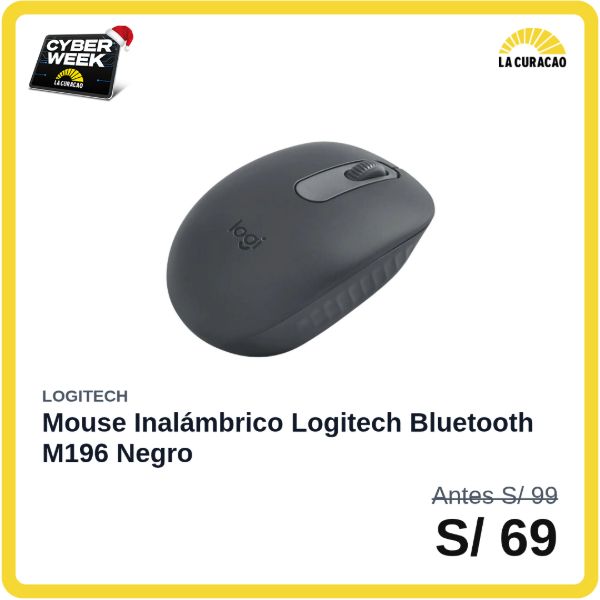 CYBER
WEEK
LA CURACAO
LA CURACAO
logi
LOGITECH
Mouse Inalámbrico Logitech Bluetooth
M196 Negro
Antes S/ 99
S/ 69